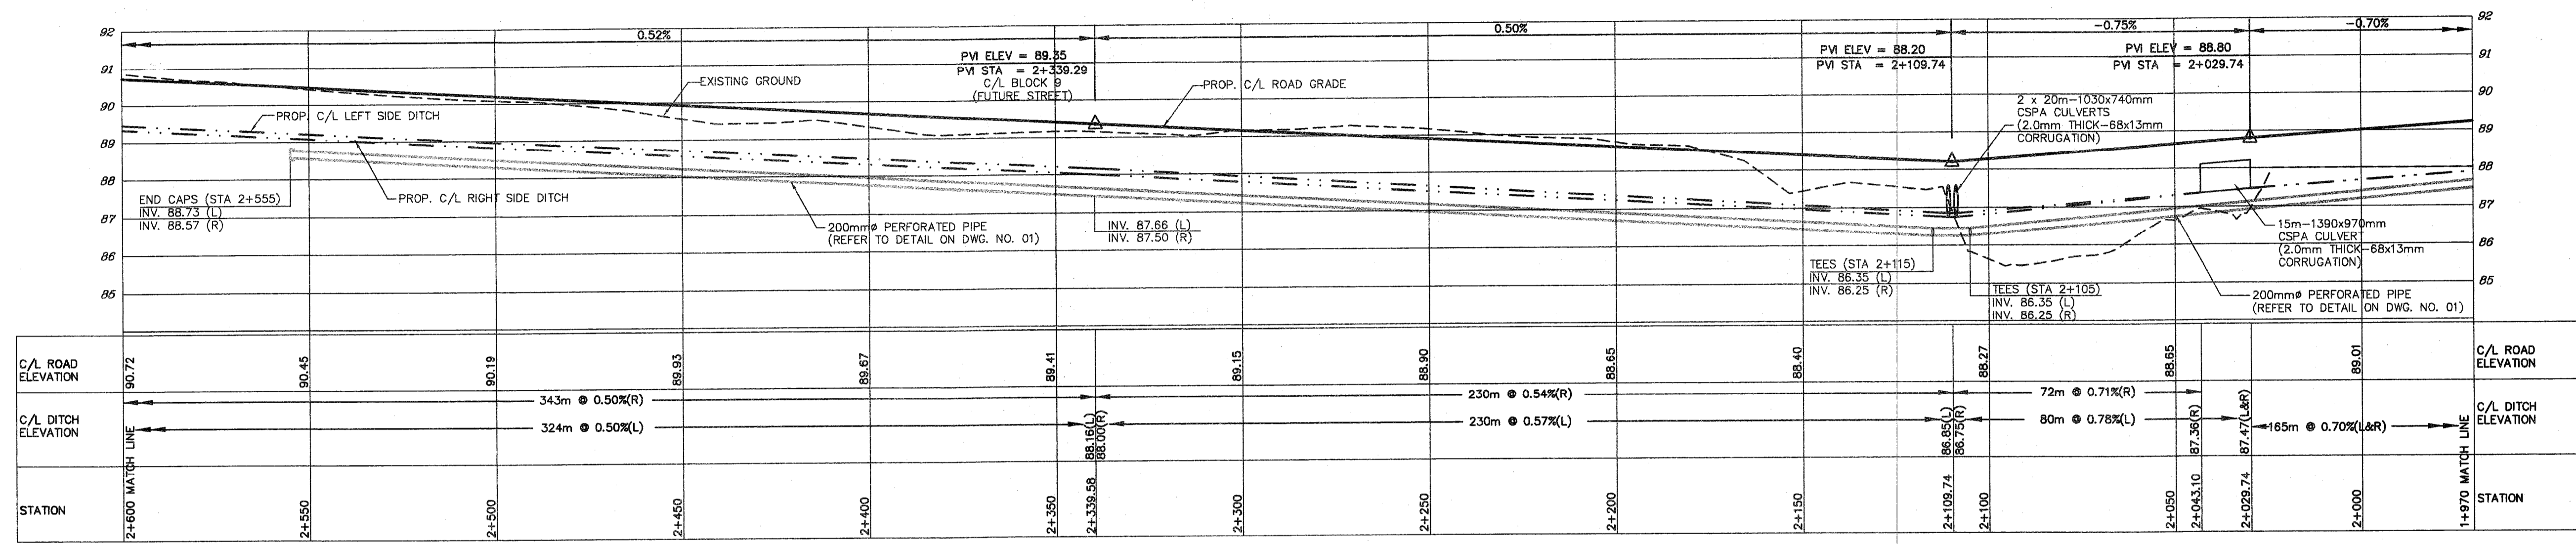 92
91
90
89
88
87
86
85
0.52%
0.50%
-0.75%
-0.70%
92
91
90
89
88
87
86
85
PVI ELEV = 89.35
PVI STA = 2+339.29
C/L BLOCK 9
(FUTURE STREET)
PVI ELEV = 88.20
PVI STA = 2+109.74
PVI ELEV = 88.80
PVI STA = 2+029.74
EXISTING GROUND
PROP. C/L ROAD GRADE
PROP. C/L LEFT SIDE DITCH
PROP. C/L RIGHT SIDE DITCH
2 x 20m-1030x740mm
CSPA CULVERTS
(2.0mm THICK-68x13mm
CORRUGATION)
END CAPS (STA 2+555)
INV. 88.73 (L)
INV. 88.57 (R)
200mmø PERFORATED PIPE
(REFER TO DETAIL ON DWG. NO. 01)
INV. 87.66 (L)
INV. 87.50 (R)
TEES (STA 2+115)
INV. 86.35 (L)
INV. 86.25 (R)
TEES (STA 2+105)
INV. 86.35 (L)
INV. 86.25 (R)
15m-1390x970mm
CSPA CULVERT
(2.0mm THICK-68x13mm
CORRUGATION)
200mmø PERFORATED PIPE
(REFER TO DETAIL ON DWG. NO. 01)
C/L ROAD
ELEVATION
90.72
90.45
90.19
89.93
89.67
89.41
89.15
88.90
88.65
88.40
88.27
88.65
89.01
C/L ROAD
ELEVATION
C/L DITCH
ELEVATION
343m @ 0.50%(R)
324m @ 0.50%(L)
88.16(L)
88.00(R)
230m @ 0.54%(R)
230m @ 0.57%(L)
86.85(L)
86.75(R)
72m @ 0.71%(R)
80m @ 0.78%(L)
87.36(R)
87.47(L&R)
165m @ 0.70%(L&R)
C/L DITCH
ELEVATION
STATION
2+600 MATCH LINE
2+550
2+500
2+450
2+400
2+350
2+339.58
2+300
2+250
2+200
2+150
2+109.74
2+100
2+050
2+043.10
2+029.74
2+000
1+970 MATCH LINE
STATION